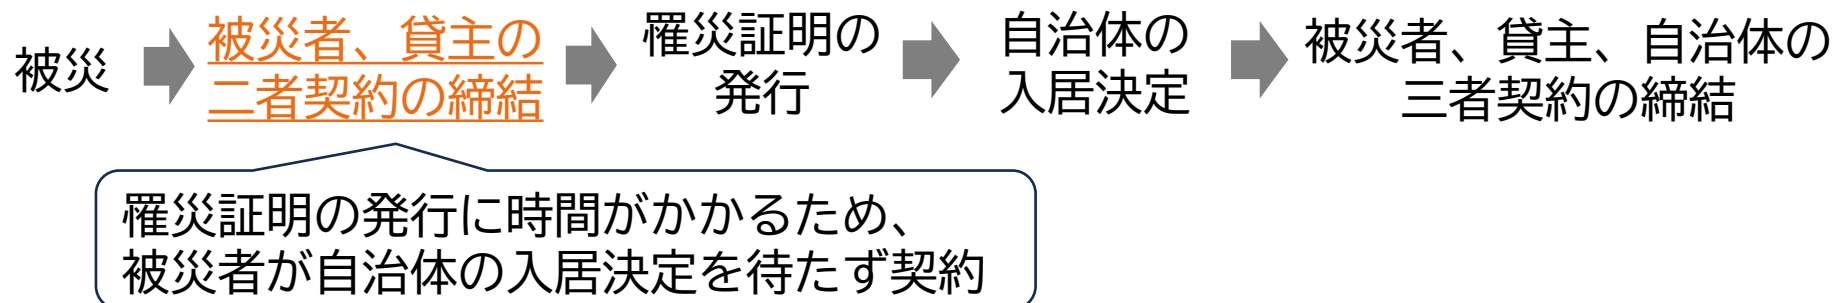 被災
被災者、貸主の
二者契約の締結
罹災証明の
発行
自治体の
入居決定
被災者、貸主、自治体の
三者契約の締結
罹災証明の発行に時間がかかるため、
被災者が自治体の入居決定を待たず契約